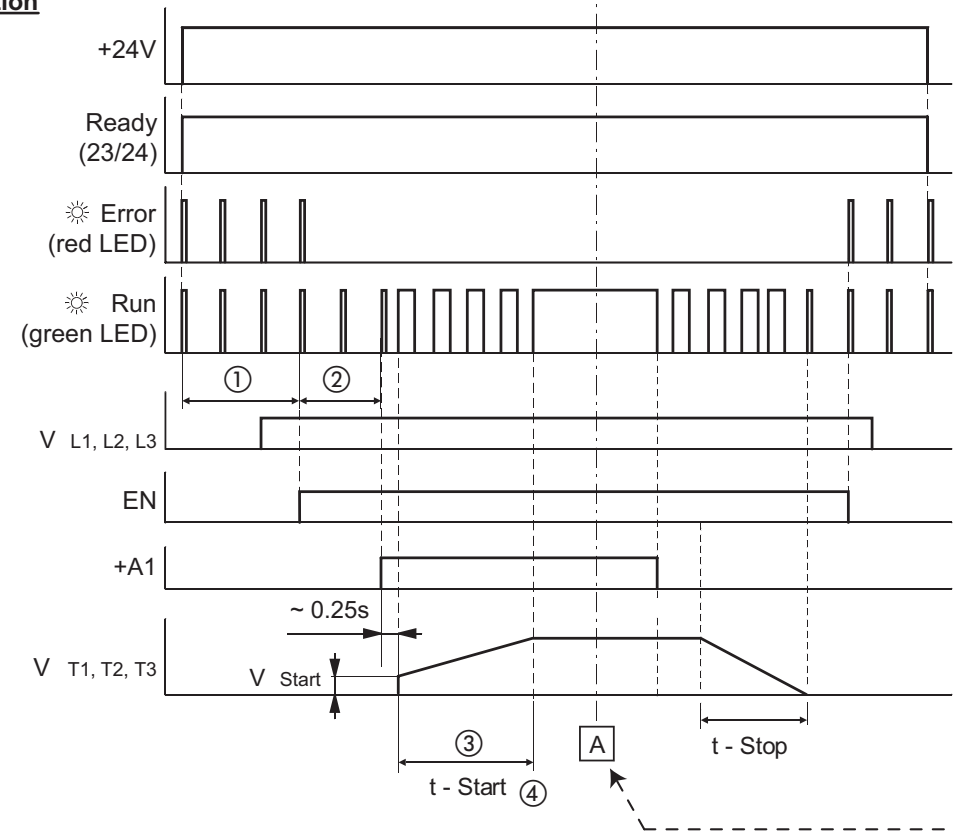 +24V
Ready
(23/24)
Error
(red LED)
Run
(green LED)
① ②
V L1, L2, L3
EN
+A1
~ 0.25s
V T1, T2, T3
V Start
③
A
t - Stop
t - Start ④